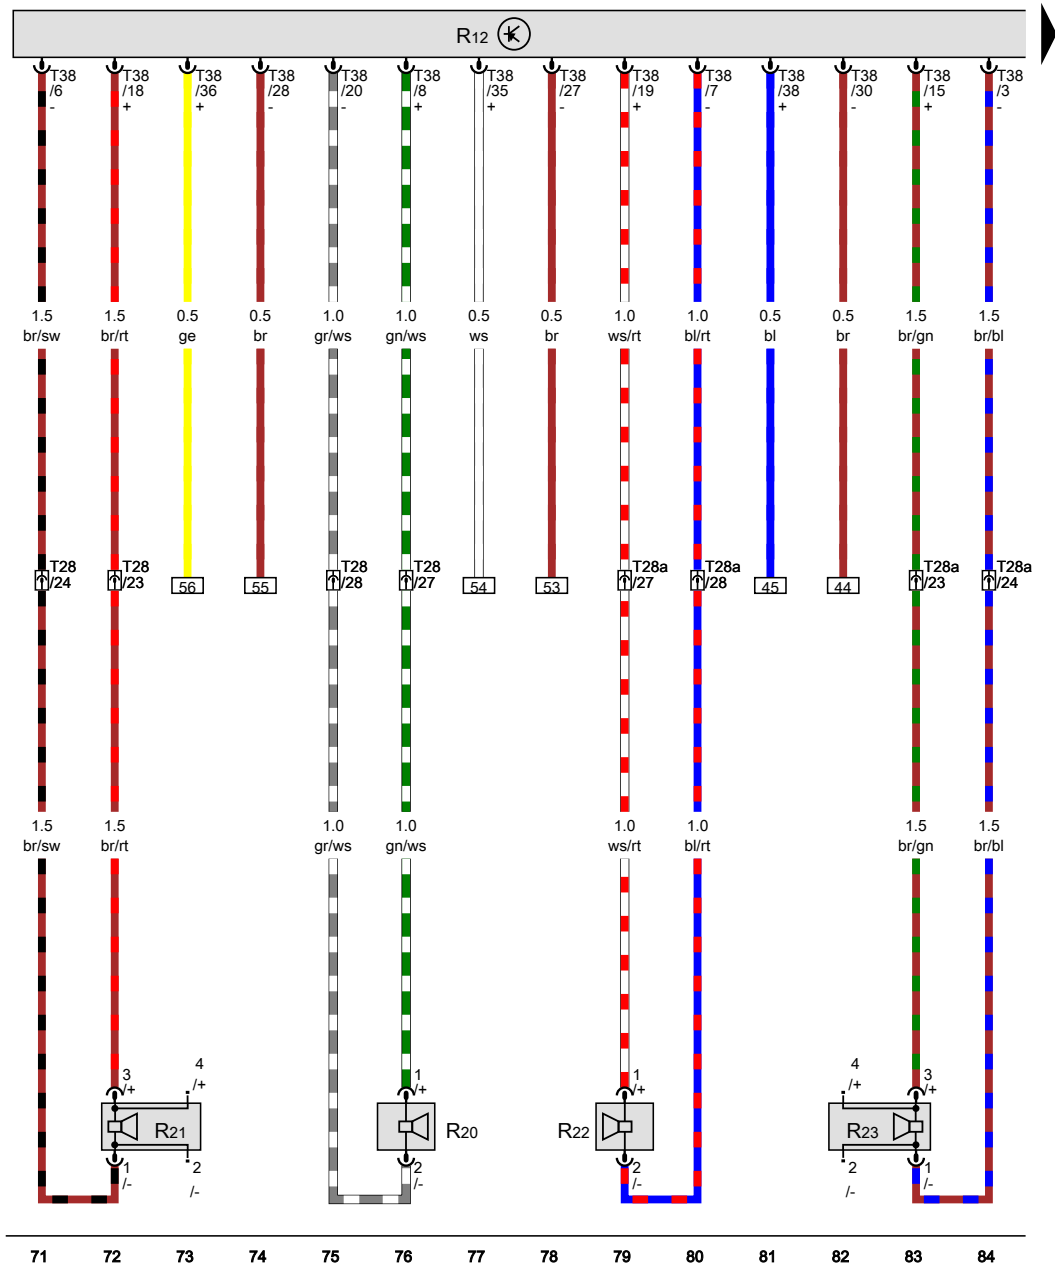 R12
T38 T38 T38 T38 T38 T38 T38 T38 T38 T38 T38 T38 T38 T38
/6 /18 /36 /28 /20 /8 /35 /27 /19 /7 /38 /30 /15 /3
- + + - - + + - + - + - + -
1.5 1.5 0.5 0.5 1.0 1.0 0.5 0.5 1.0 1.0 0.5 0.5 1.5 1.5
br/sw br/rt ge br gr/ws gn/ws ws br ws/rt bl/rt bl br br/gn br/bl
T28 T28 T28 T28 T28a T28a T28a T28a
/24 /23 56 55 /28 /27 54 53 /27 /28 45 44 /23 /24
1.5 1.5 1.0 1.0 1.0 1.0 1.5 1.5
br/sw br/rt gr/ws gn/ws ws/rt bl/rt br/gn br/bl
3 4 1 1 4 3
/+ /+ /+ /+ /+ /+
R21 R20 R22 R23
1 2 2 2 2 1
/- /- /- /- /- /-
71 72 73 74 75 76 77 78 79 80 81 82 83 84